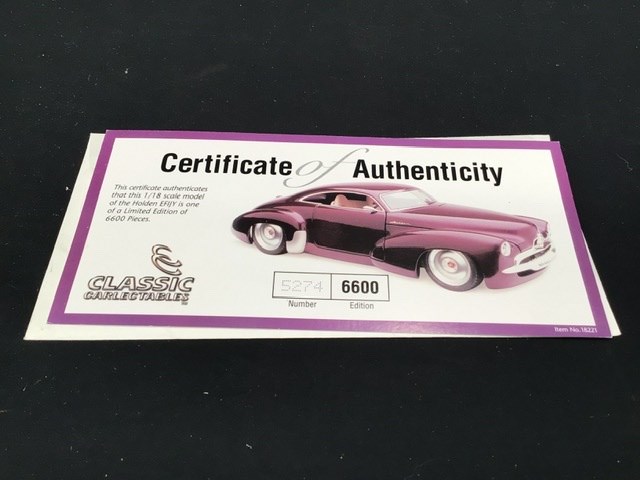 Certificate of Authenticity
This certificate authenticates
that this 1/18 scale model
of the Holden EFIJY is one
of a Limited Edition of
6600 Pieces.
CLASSIC
CARLECTABLES
5274 6600
Number Edition
Item No.18221